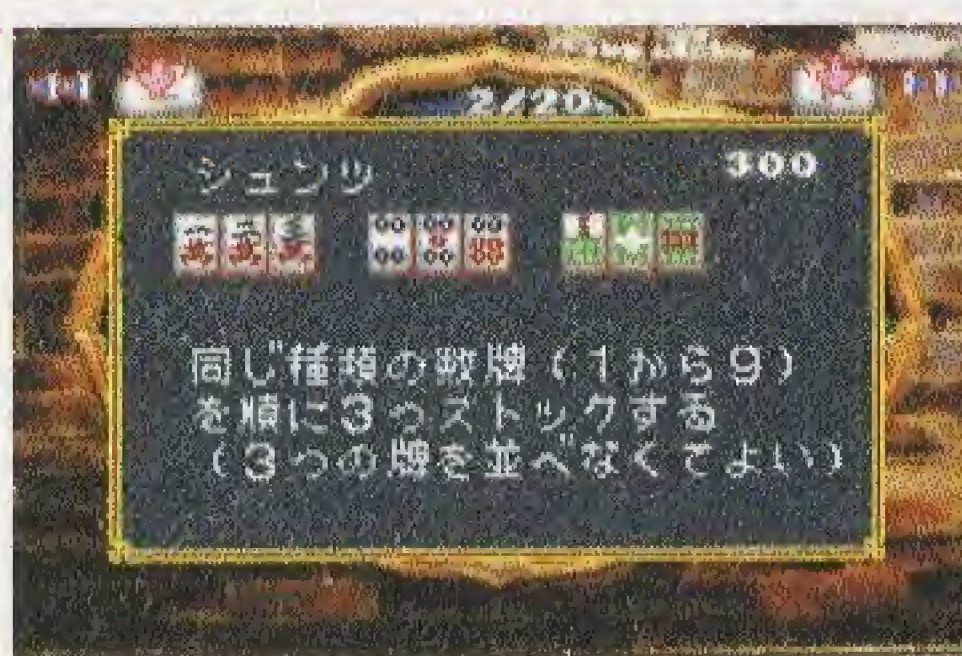 2/20
シュンツ
300
同じ種類の数牌(1から9)
を順に3つストックする
(3つの牌を並べなくてよい)